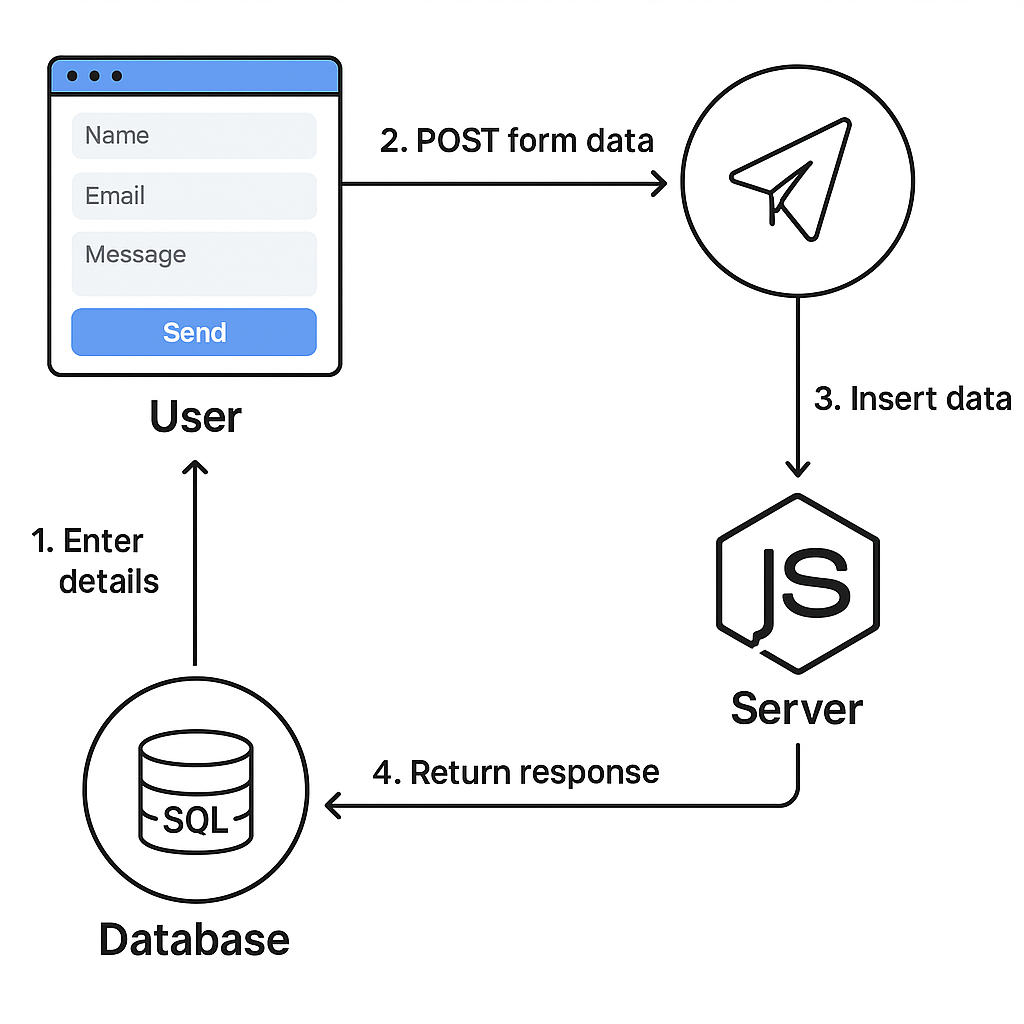 Name
Email
Message
Send
User
2. POST form data
3. Insert data
JS
Server
4. Return response
1. Enter
details
SQL
Database